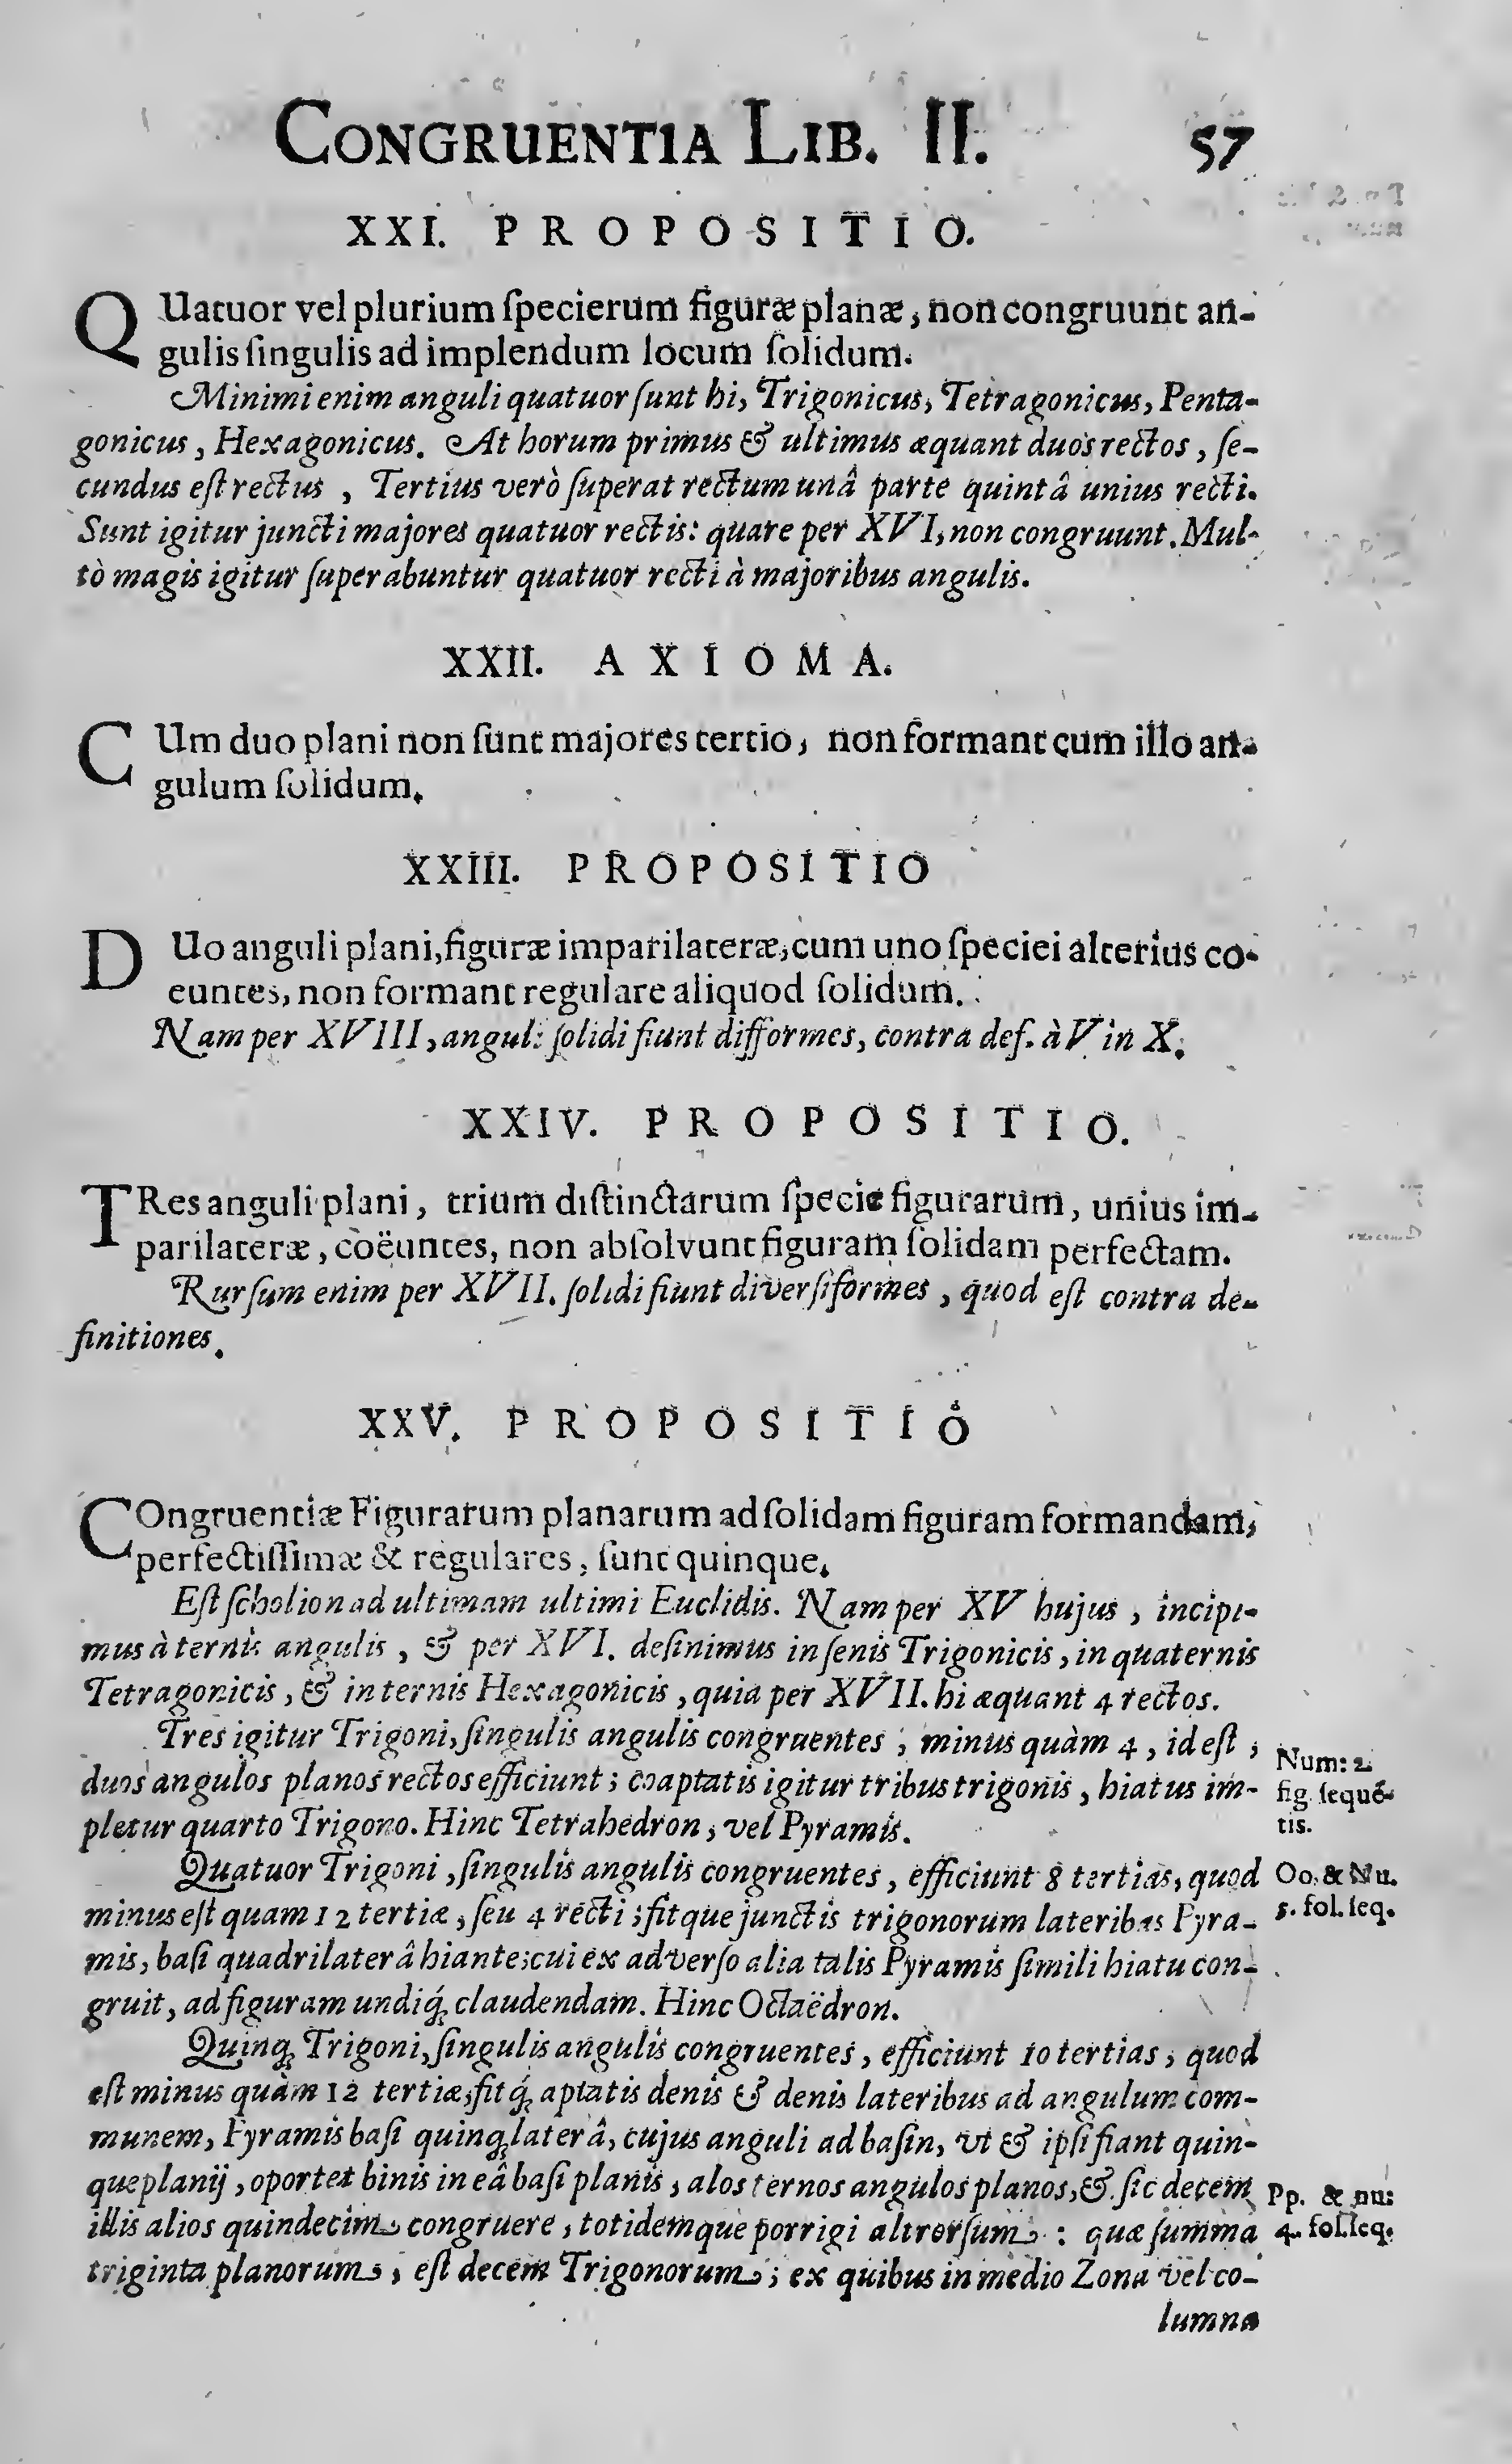 CONGRUENTIA LIB. II. 57
XXI. PROPOSITIO.
QUatuor vel plurium ſpecierum figuræ planæ, non congruunt an-
gulis ſingulis ad implendum locum ſolidum.
Minimi enim anguli quatuor ſunt hi, Trigonicus, Tetragonicus, Penta-
gonicus, Hexagonicus. At horum primus & ultimus æquant duos rectos, ſe-
cundus eſt rectus, Tertius verò ſuperat rectum unâ parte quintâ unius recti.
Sunt igitur juncti majores quatuor rectis: quare per XVI, non congruunt. Mul-
tò magis igitur ſuperabuntur quatuor recti à majoribus angulis.
XXII. AXIOMA.
CUm duo plani non ſunt majores tertio, non formant cum illo an-
gulum ſolidum.
XXIII. PROPOSITIO
DUo anguli plani, figuræ imparilateræ, cum uno ſpeciei alterius co-
euntes, non formant regulare aliquod ſolidum.
Nam per XVIII, angul: ſolidi fiunt difformes, contra def. à V in X.
XXIV. PROPOSITIO.
TRes anguli plani, trium diſtinctarum ſpecie figurarum, unius im-
parilateræ, coëuntes, non abſolvunt figuram ſolidam perfectam.
Rurſum enim per XVII. ſolidi fiunt diverſiformes, quod eſt contra de-
finitiones.
XXV. PROPOSITIO
COngruentiæ Figurarum planarum ad ſolidam figuram formandam,
perfectiſſimæ & regulares, ſunt quinque.
Eſt ſcholion ad ultimam ultimi Euclidis. Nam per XV hujus, incipi-
mus à ternis angulis, & per XVI. deſinimus in ſenis Trigonicis, in quaternis
Tetragonicis, & in ternis Hexagonicis, quia per XVII. hi æquant 4 rectos.
Tres igitur Trigoni, ſingulis angulis congruentes, minus quàm 4, id eſt,
duos angulos planos rectos efficiunt; coaptatis igitur tribus trigonis, hiatus im-
pletur quarto Trigono. Hinc Tetrahedron, vel Pyramis.
Num: 2.
fig. ſequē-
tis.
Quatuor Trigoni, ſingulis angulis congruentes, efficiunt 8 tertias, quod
minus eſt quam 12 tertiæ, ſeu 4 recti; fitque junctis trigonorum lateribus Pyra-
mis, baſi quadrilaterâ hiante; cui ex adverſo alia talis Pyramis ſimili hiatu con-
gruit, ad figuram undiq́; claudendam. Hinc Octaëdron.
Oo. & Nu.
5. fol. ſeq.
Quinq; Trigoni, ſingulis angulis congruentes, efficiunt 10 tertias, quod
eſt minus quàm 12 tertiæ, fitq́; aptatis denis & denis lateribus ad angulum com-
munem, Pyramis baſi quinq;laterâ, cujus anguli ad baſin, ut & ipſi fiant quin-
queplanij, oportet binis in eâ baſi planis, alos ternos angulos planos, & ſic decem
illis alios quindecim congruere, totidemque porrigi altrorſum: quæ ſumma
triginta planorum, eſt decem Trigonorum; ex quibus in medio Zona vel co-
Pp. & nu:
4. fol. ſeq.
lumna